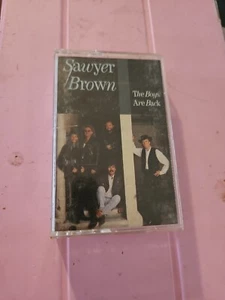 Sawyer
Brown
The Boys
Are Back